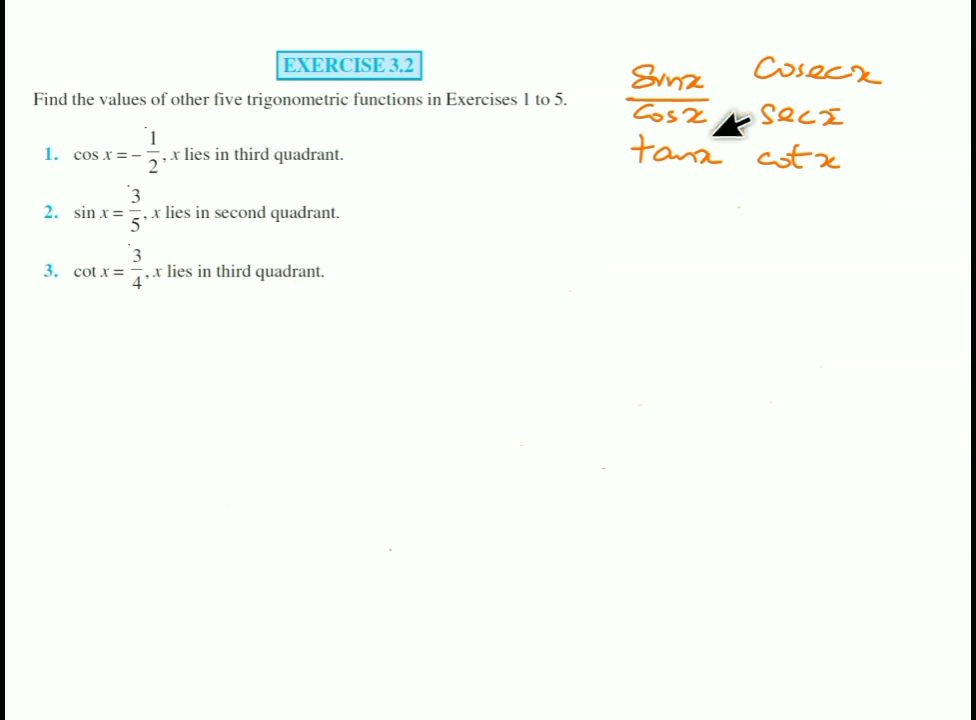 EXERCISE 3.2
Find the values of other five trigonometric functions in Exercises 1 to 5.
1. cos x = – 1/2, x lies in third quadrant.
2. sin x = 3/5, x lies in second quadrant.
3. cot x = 3/4, x lies in third quadrant.
sinx cosecx
cosx secx
tanx cotx